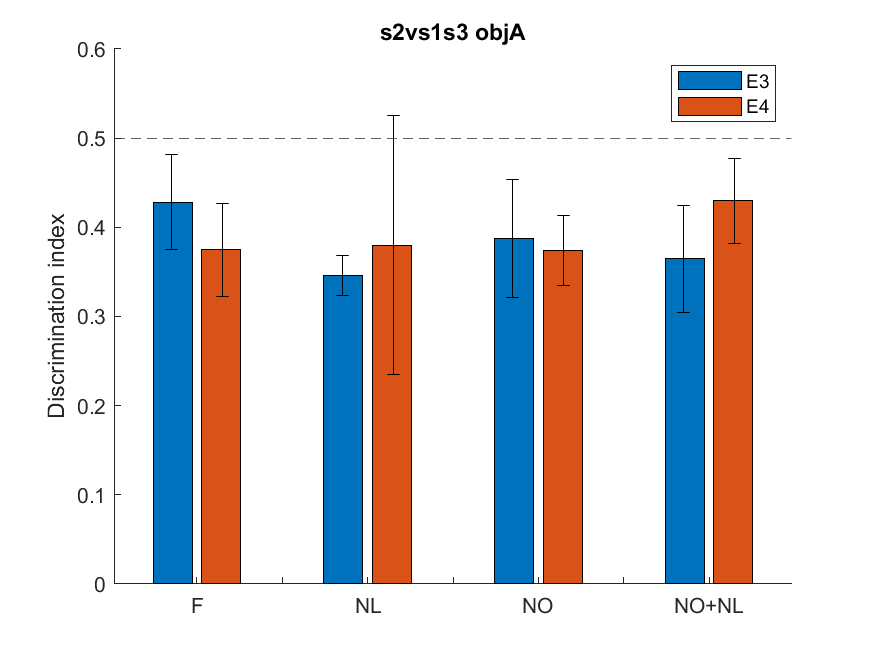 s2vs1s3 objA
E3
E4
Discrimination index
0.6
0.5
0.4
0.3
0.2
0.1
0
F
NL
NO
NO+NL